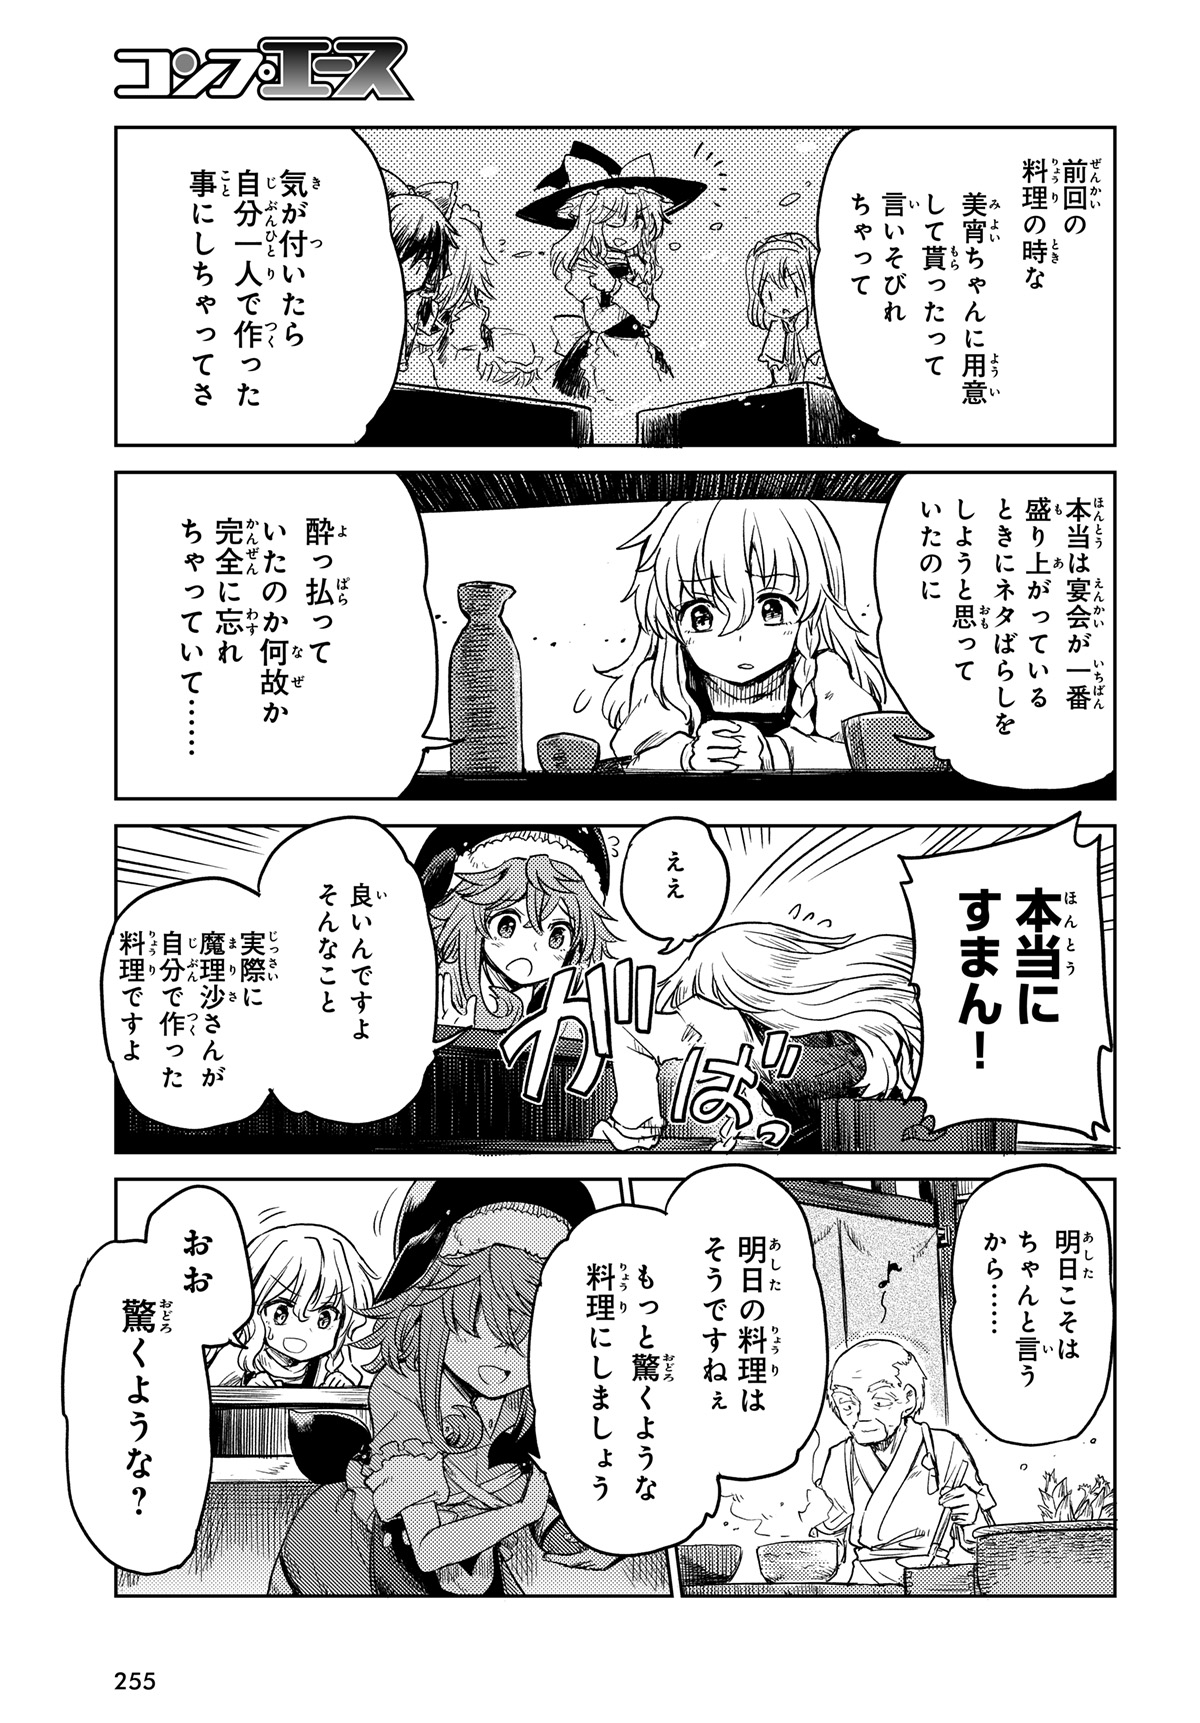 コンプ・エース
前回の
料理の時な
美宵ちゃんに用意
して貰ったって
言いそびれ
ちゃって
気が付いたら
自分一人で作った
事にしちゃってさ
本当は宴会が一番
盛り上がっている
ときにネタばらしを
しようと思って
いたのに
酔っ払って
いたのか何故か
完全に忘れ
ちゃっていて……
本当に
すまん！
ガバッ
ええ
良いんですよ
そんなこと
実際に
魔理沙さんが
自分で作った
料理ですよ
明日こそは
ちゃんと言う
から……
明日の料理は
そうですねぇ
もっと驚くような
料理にしましょう
おお
驚くような？
255